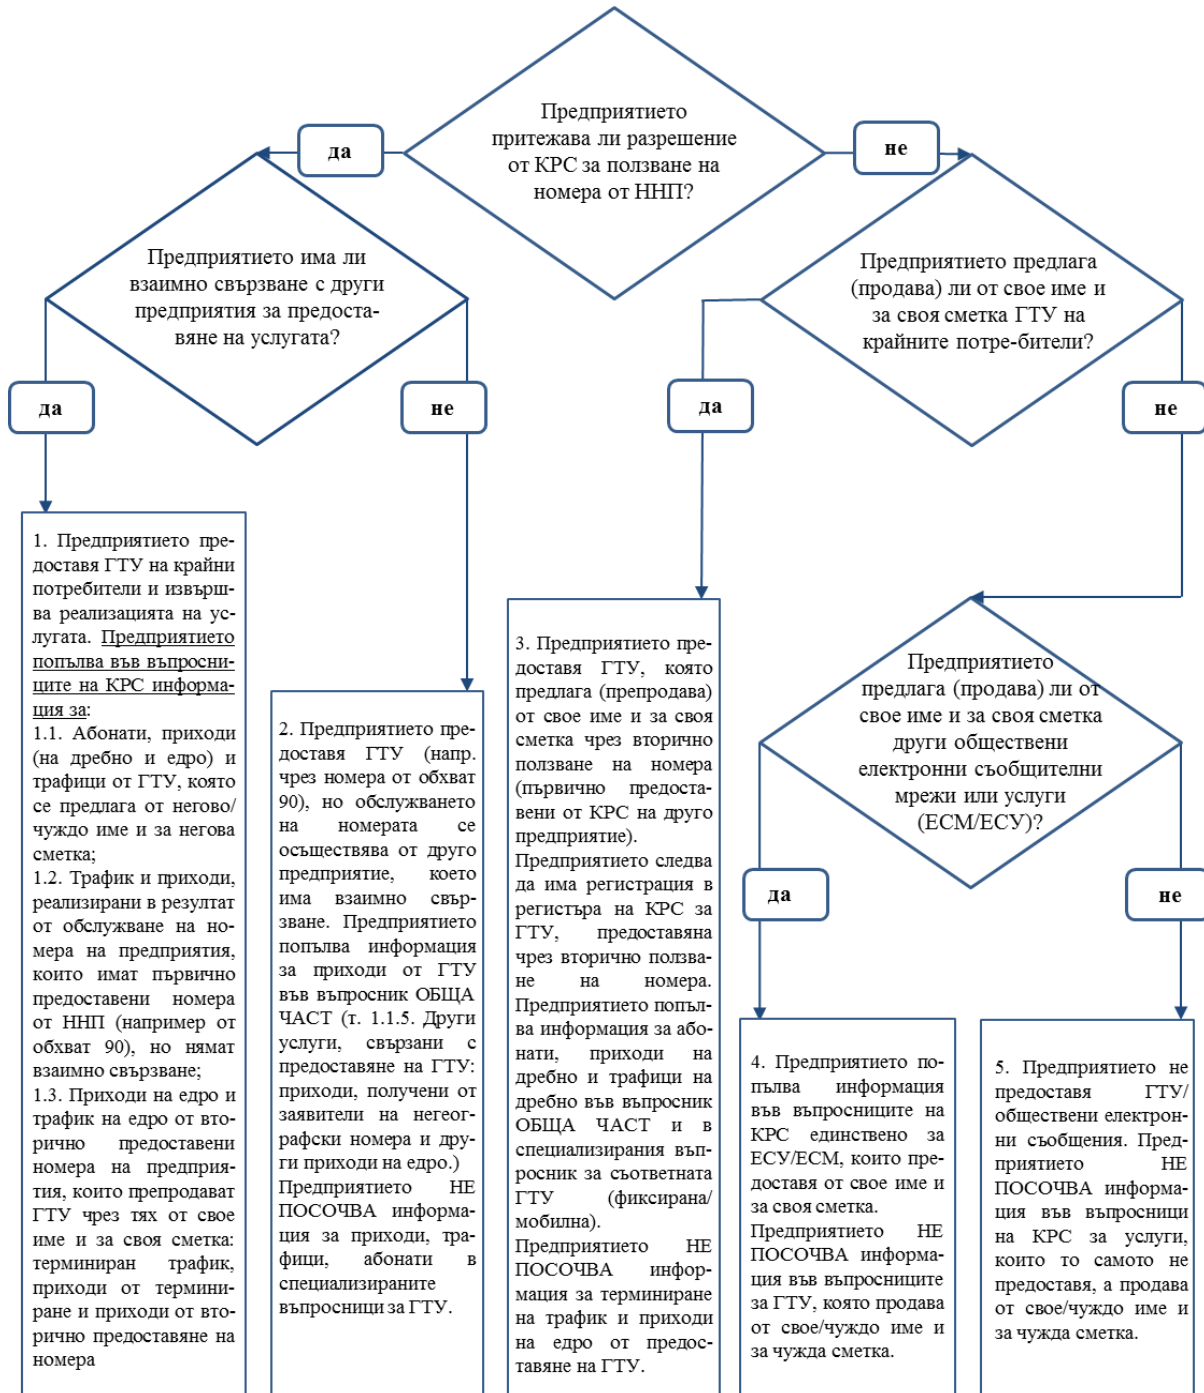 Предприятието
притежава ли разрешение
от КРС за ползване на
номера от ННП?
да
не
Предприятието има ли
взаимно свързване с други
предприятия за предоста-
вяне на услугата?
Предприятието предлага
(продава) ли от свое име и
за своя сметка ГТУ на
крайните потре-бители?
да
не
да
не
1. Предприятието пре-
доставя ГТУ на крайни
потребители и извърш-
ва реализацията на ус-
лугата. Предприятието
попълва във въпросни-
ците на КРС информа-
ция за:
1.1. Абонати, приходи
(на дребно и едро) и
трафици от ГТУ, която
се предлага от негово/
чуждо име и за негова
сметка;
1.2. Трафик и приходи,
реализирани в резултат
от обслужване на но-
мера на предприятия,
които имат първично
предоставени номера
от ННП (например от
обхват 90), но нямат
взаимно свързване;
1.3. Приходи на едро и
трафик на едро от вто-
рично предоставени
номера на предприя-
тия, които препродават
ГТУ чрез тях от свое
име и за своя сметка:
терминиран трафик,
приходи от термини-
ране и приходи от вто-
рично предоставяне на
номера
2. Предприятието пре-
доставя ГТУ (напр.
чрез номера от обхват
90), но обслужването
на номерата се
осъществява от друго
предприятие, което
има взаимно свър-
зване. Предприятието
попълва информация
за приходи от ГТУ
във въпросник ОБЩА
ЧАСТ (т. 1.1.5. Други
услуги, свързани с
предоставяне на ГТУ:
приходи, получени от
заявители на негеог-
рафски номера и дру-
ги приходи на едро.)
Предприятието НЕ
ПОСОЧВА информа-
ция за приходи, тра-
фици, абонати в
специализираните
въпросници за ГТУ.
3. Предприятието пре-
доставя ГТУ, която
предлага (препродава)
от свое име и за своя
сметка чрез вторично
ползване на номера
(първично предоста-
вени от КРС на друго
предприятие).
Предприятието следва
да има регистрация в
регистъра на КРС за
ГТУ, предоставяна
чрез вторично ползва-
не на номера.
Предприятието попъл-
ва информация за або-
нати, приходи на
дребно и трафици на
дребно във въпросник
ОБЩА ЧАСТ и в
специализирания въп-
росник за съответната
ГТУ (фиксирана/
мобилна).
Предприятието НЕ
ПОСОЧВА инфор-
мация за терминиране
на трафик и приходи
на едро от предос-
тавяне на ГТУ.
Предприятието
предлага (продава) ли от
свое име и за своя сметка
други обществени
електронни съобщителни
мрежи или услуги
(ЕСМ/ЕСУ)?
да
не
4. Предприятието по-
пълва информация
във въпросниците на
КРС единствено за
ЕСУ/ЕСМ, които пре-
доставя от свое име и
за своя сметка.
Предприятието НЕ
ПОСОЧВА информа-
ция във въпросниците
за ГТУ, която продава
от свое/чуждо име и
за чужда сметка.
5. Предприятието не
предоставя ГТУ/
обществени електрон-
ни съобщения. Пред-
приятието НЕ
ПОСОЧВА информа-
ция във въпросници
на КРС за услуги,
които то самото не
предоставя, а продава
от свое/чуждо име и
за чужда сметка.